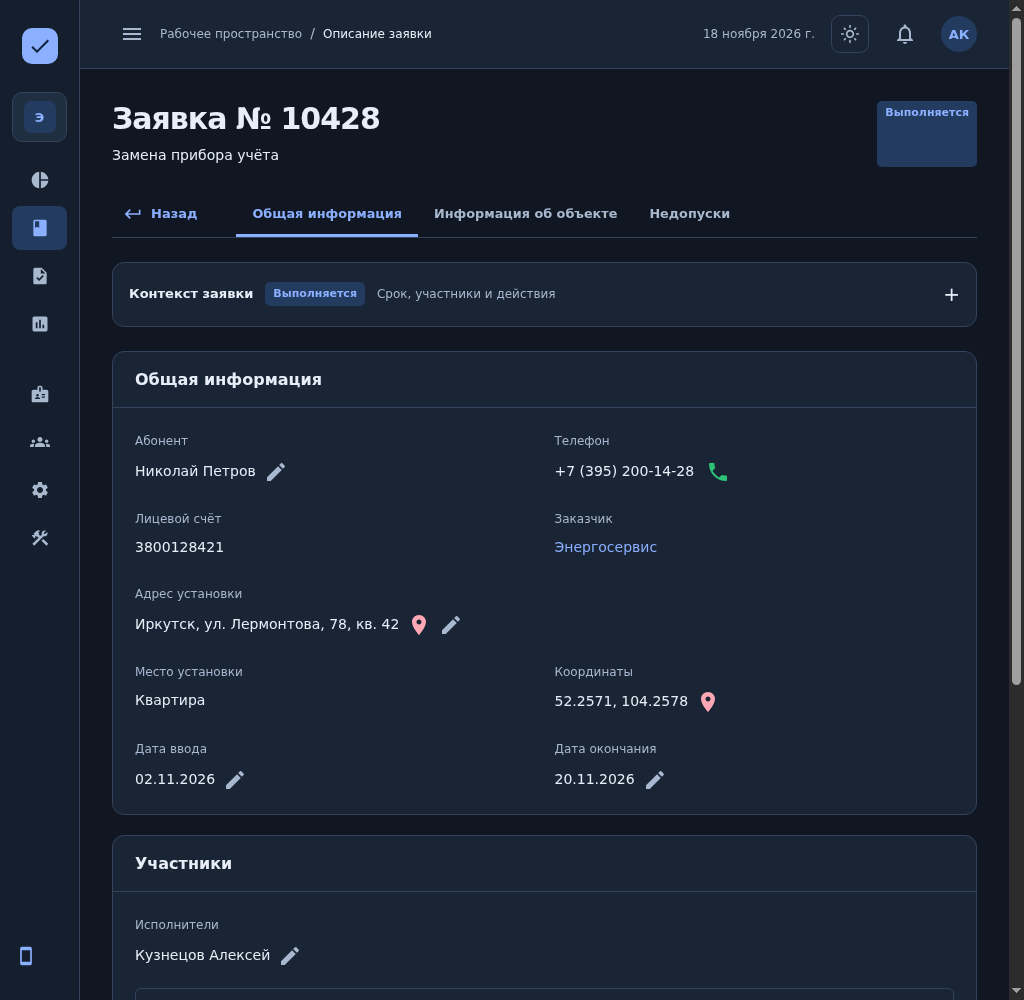 Рабочее пространство / Описание заявки
18 ноября 2026 г.
АК
Э
Заявка № 10428
Выполняется
Замена прибора учёта
Назад
Общая информация
Информация об объекте
Недопуски
Контекст заявки
Выполняется
Срок, участники и действия
+
Общая информация
Абонент
Николай Петров
Телефон
+7 (395) 200-14-28
Лицевой счёт
3800128421
Заказчик
Энергосервис
Адрес установки
Иркутск, ул. Лермонтова, 78, кв. 42
Место установки
Квартира
Координаты
52.2571, 104.2578
Дата ввода
02.11.2026
Дата окончания
20.11.2026
Участники
Исполнители
Кузнецов Алексей